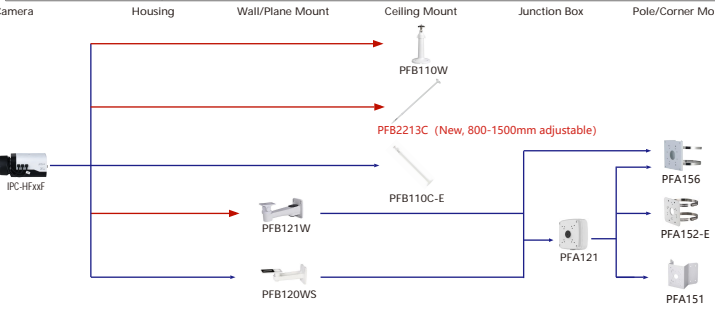 Camera Housing Wall/Plane Mount Ceiling Mount Junction Box Pole/Corner Mo
PFB110W
PFB2213C (New, 800-1500mm adjustable)
IPC-HFxxF
PFB110C-E
PFA156
PFB121W
PFA152-E
PFA121
PFB120WS
PFA151